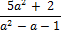 5a² + 2
a² − a − 1